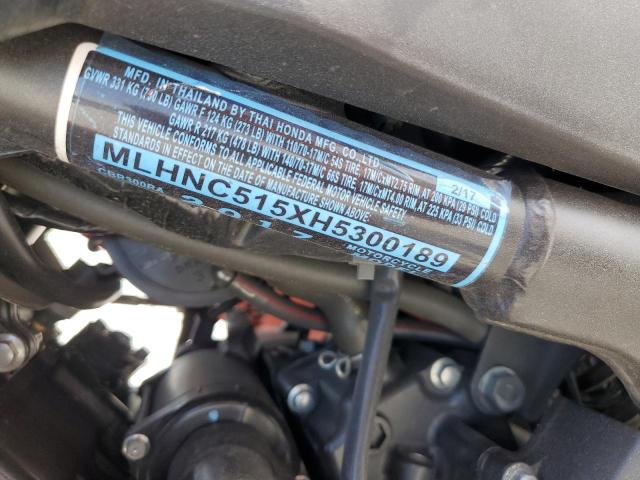 MFD. IN THAILAND BY THAI HONDA MFG. CO., LTD. 2/17
GVWR 331 KG (730 LB) GAWR F 124 KG (273 LB) WITH 110/70-17M/C 54S TIRE, 17M/CxMT2.75 RIM, AT 200 KPA (29 PSI) COLD
GAWR R 217 KG (478 LB) WITH 140/70-17M/C 66S TIRE, 17M/CxMT4.00 RIM, AT 225 KPA (33 PSI) COLD
THIS VEHICLE CONFORMS TO ALL APPLICABLE FEDERAL MOTOR VEHICLE SAFETY
STANDARDS IN EFFECT ON THE DATE OF MANUFACTURE SHOWN ABOVE.
MLHNC515XH5300189
CBR300RA 2017 MOTORCYCLE